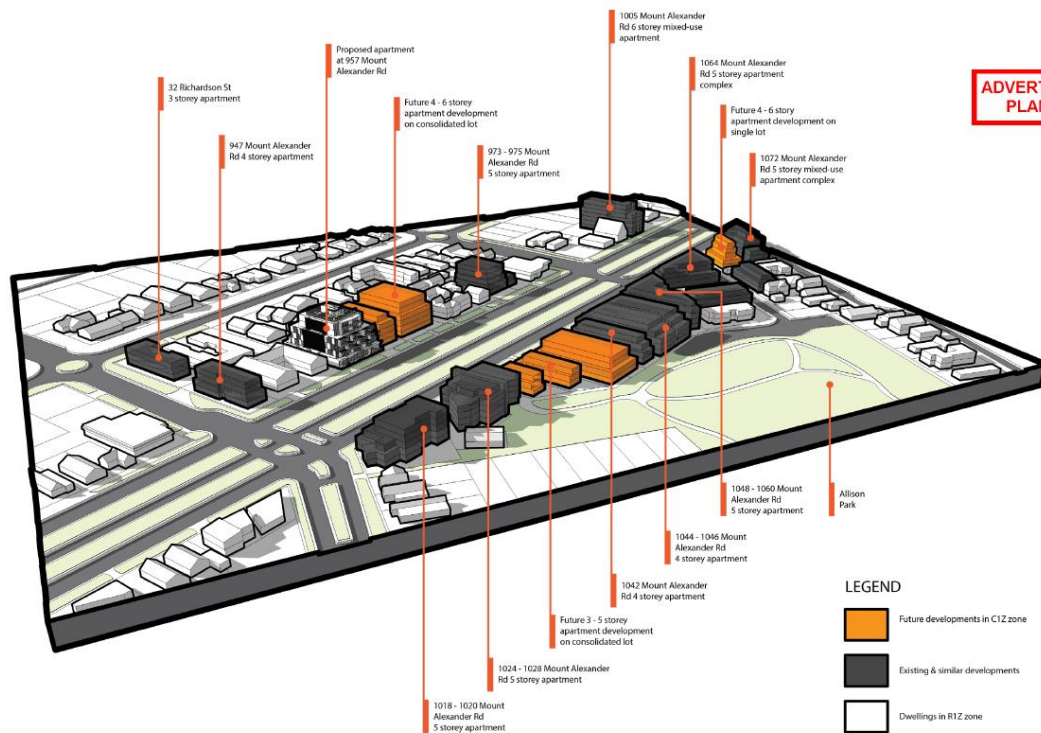 1005 Mount Alexander
Rd 6 storey mixed-use
apartment
Proposed apartment
at 957 Mount
Alexander Rd
1064 Mount Alexander
Rd 5 storey apartment
complex
32 Richardson St
3 storey apartment
Future 4 - 6 storey
apartment development
on consolidated lot
Future 4 - 6 story
apartment development on
single lot
ADVERT
PLA
947 Mount Alexander
Rd 4 storey apartment
973 - 975 Mount
Alexander Rd
5 storey apartment
1072 Mount Alexander
Rd 5 storey mixed-use
apartment complex
1048 - 1060 Mount
Alexander Rd
5 storey apartment
Allison
Park
1044 - 1046 Mount
Alexander Rd
4 storey apartment
1042 Mount Alexander
Rd 4 storey apartment
Future 3 - 5 storey
apartment development
on consolidated lot
1024 - 1028 Mount Alexander
Rd 5 storey apartment
1018 - 1020 Mount
Alexander Rd
5 storey apartment
LEGEND
Future developments in C1Z zone
Existing & similar developments
Dwellings in R1Z zone